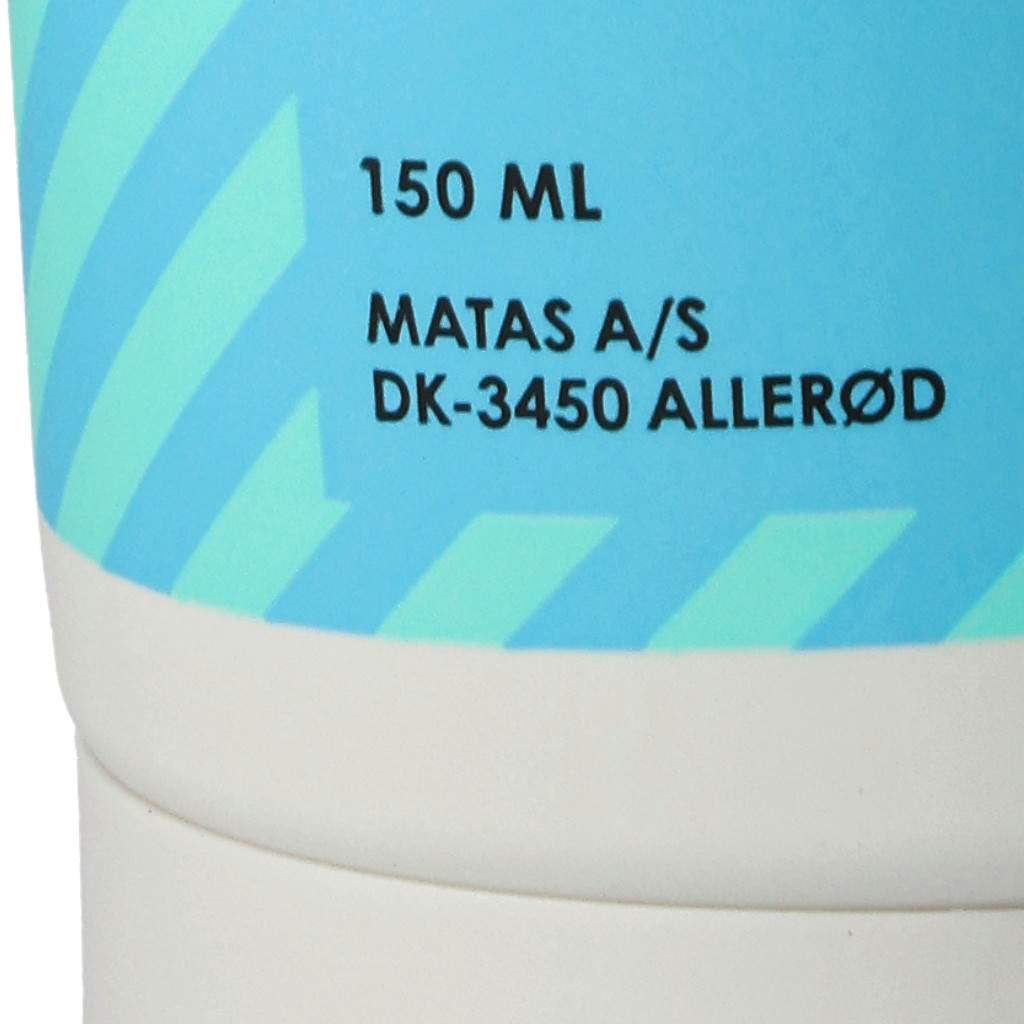 150 ML
MATAS A/S
DK-3450 ALLERØD